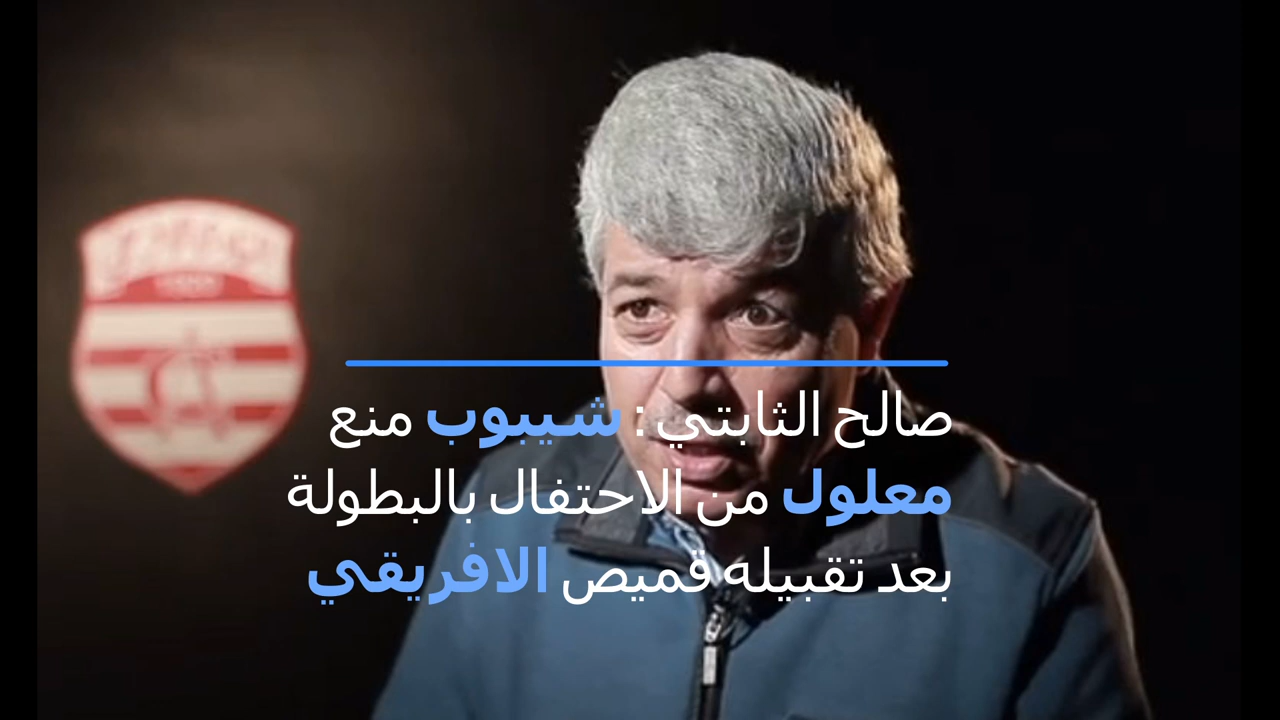 صالح الثابتي : شيبوب منع
معلول من الاحتفال بالبطولة
بعد تقبيله قميص الافريقي